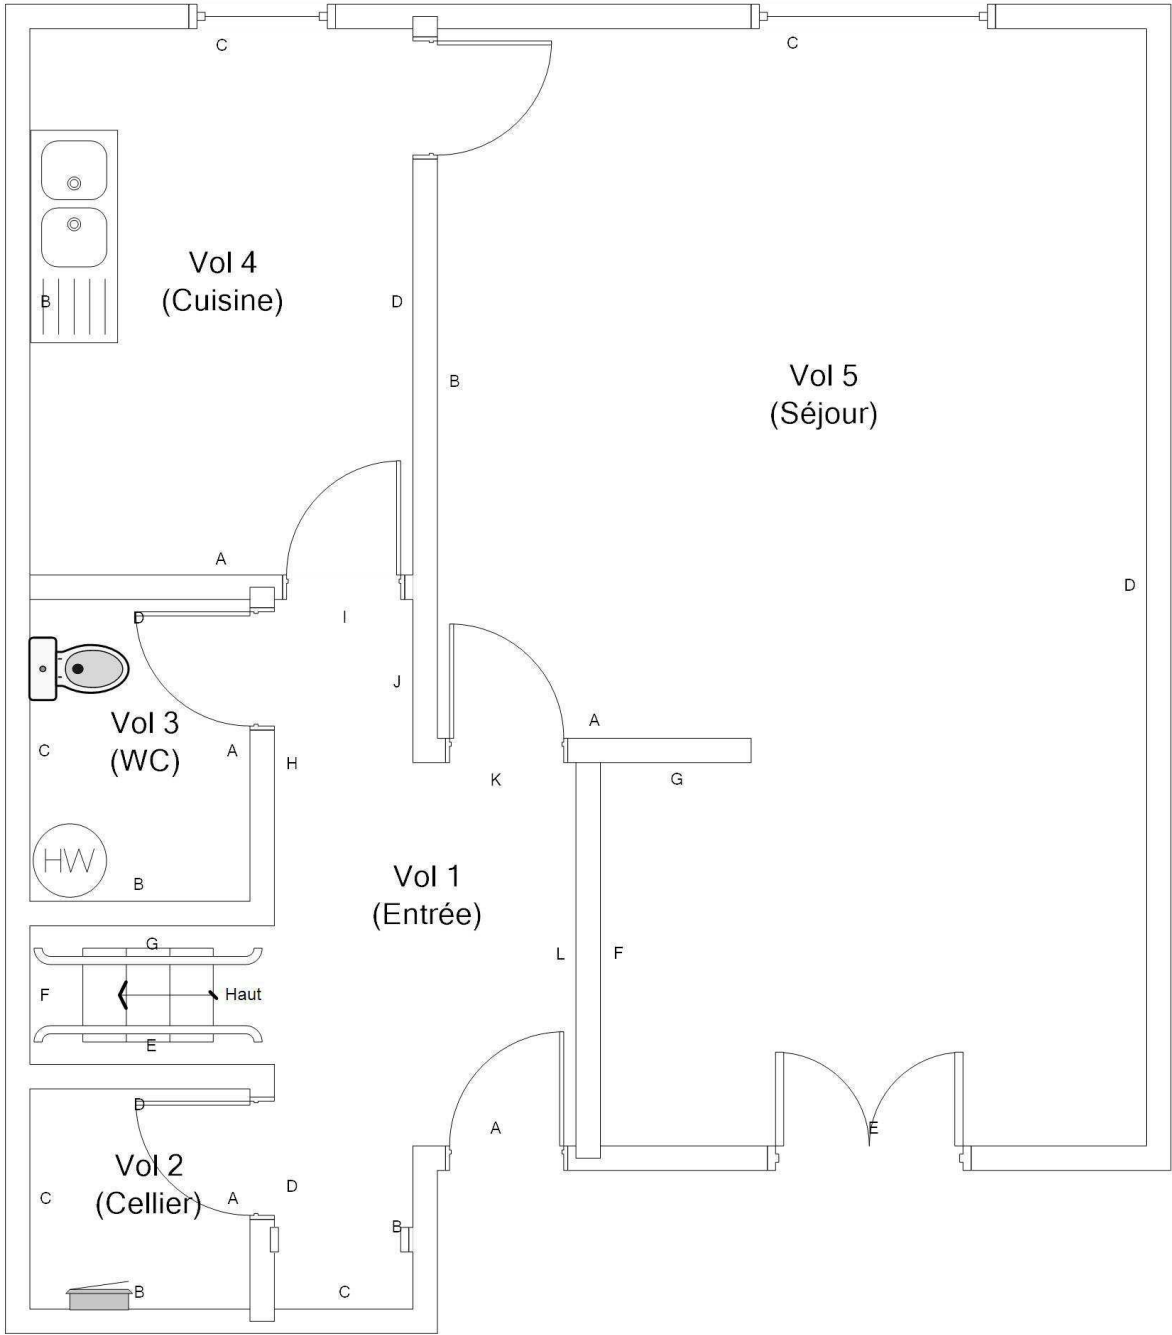 C
C
Vol 4
(Cuisine)
B
D
Vol 5
(Séjour)
B
A
D
D
I
J
Vol 3
(WC)
A
C
A
H
K
G
HW
B
Vol 1
(Entrée)
G
L
F
F
Haut
E
D
A
E
Vol 2
(Cellier)
C
A
D
B
B
C